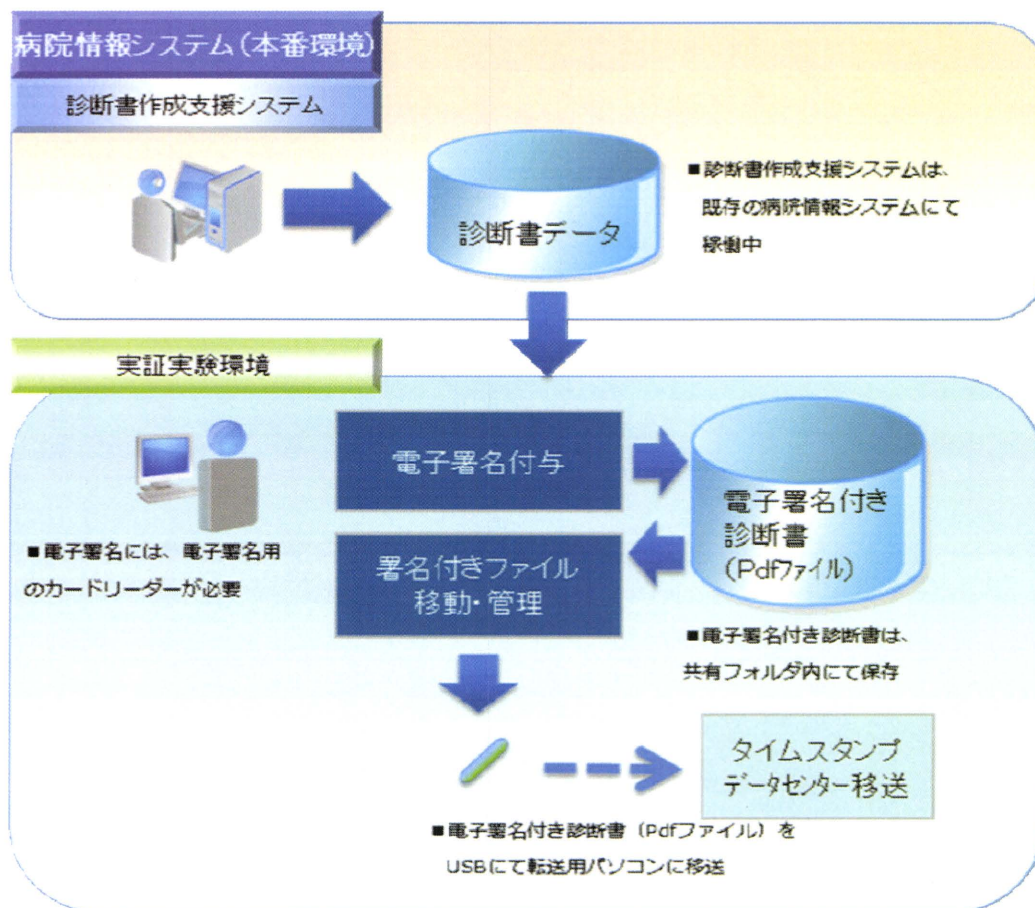 病院情報システム(本番環境)
診断書作成支援システム
診断書データ
■診断書作成支援システムは、
既存の病院情報システムにて
稼働中
実証実験環境
電子署名付与
電子署名付き
診断書
(Pdfファイル)
■電子署名には、電子署名用
のカードリーダーが必要
署名付きファイル
移動・管理
■電子署名付き診断書は、
共有フォルダ内にて保存
タイムスタンプ
データセンター移送
■電子署名付き診断書（Pdfファイル）を
USBにて転送用パソコンに移送